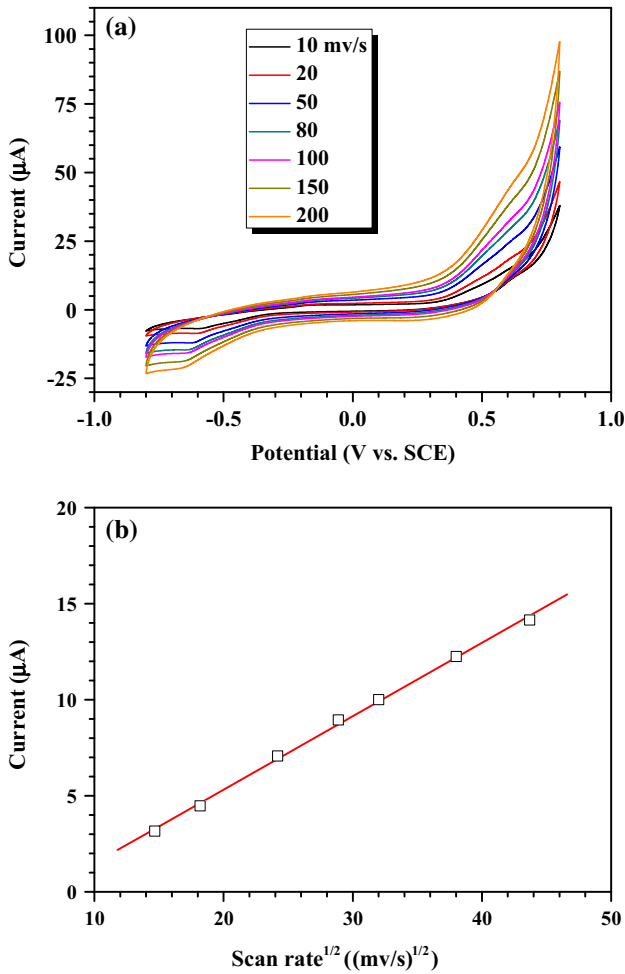 (a)
10 mv/s
20
50
80
100
150
200
100
75
50
25
0
-25
Current (μA)
-1.0 -0.5 0.0 0.5 1.0
Potential (V vs. SCE)
(b)
20
15
10
5
0
Current (μA)
10 20 30 40 50
Scan rate^1/2 ((mv/s)^1/2)